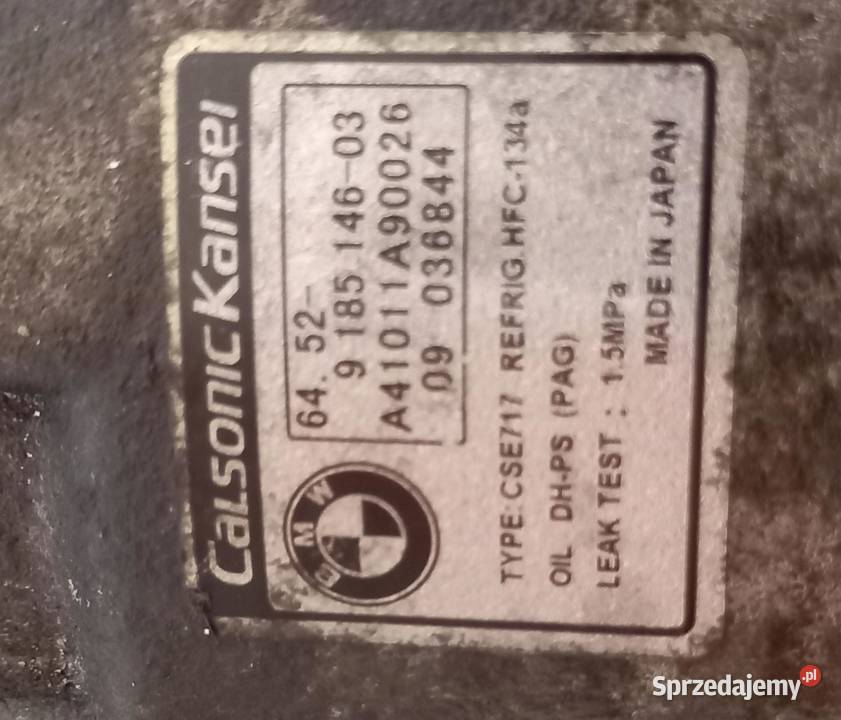 CalsonicKansei
BMW
64. 52-
9 185 146-03
A41011A90026
09 036844
TYPE: CSE717 REFRIG.HFC-134a
OIL DH-PS (PAG)
LEAK TEST : 1.5MPa
MADE IN JAPAN
Sprzedajemy.pl